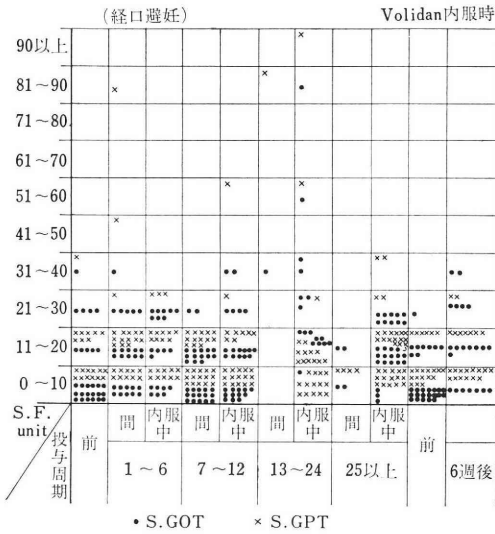 (経口避妊) Volidan内服時
90以上
81~90
71~80
61~70
51~60
41~50
31~40
21~30
11~20
0~10
S.F.
unit
投与周期
前 間 内服中 間 内服中 間 内服中 間 内服中 前
1~6 7~12 13~24 25以上 6週後
• S.GOT × S.GPT